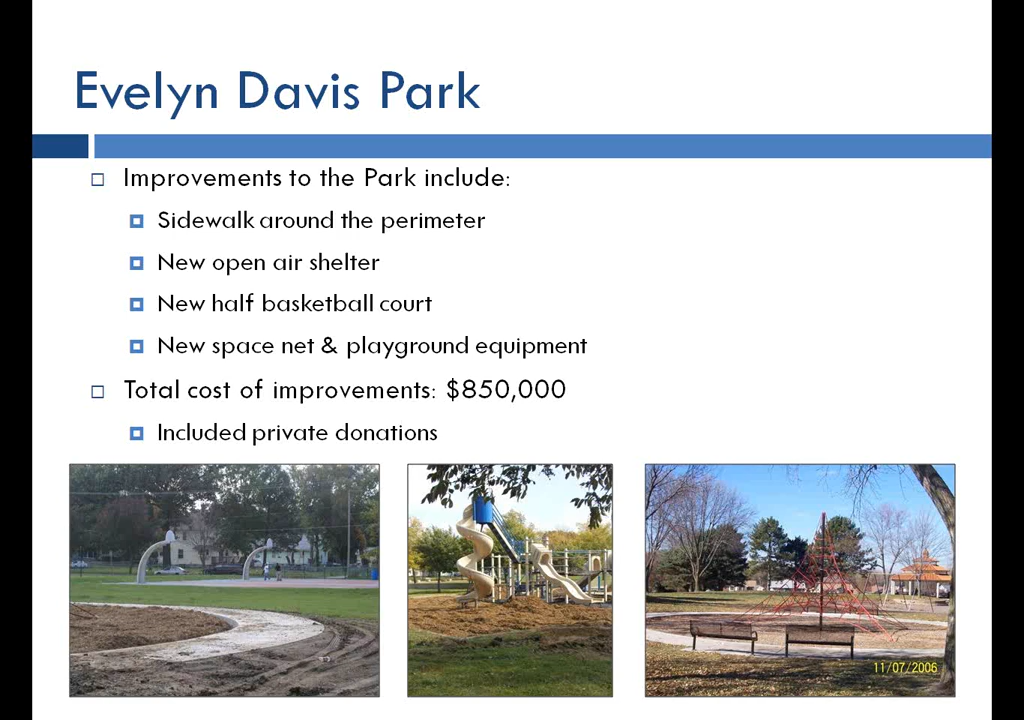 Evelyn Davis Park
Improvements to the Park include:
Sidewalk around the perimeter
New open air shelter
New half basketball court
New space net & playground equipment
Total cost of improvements: $850,000
Included private donations
11/07/2006